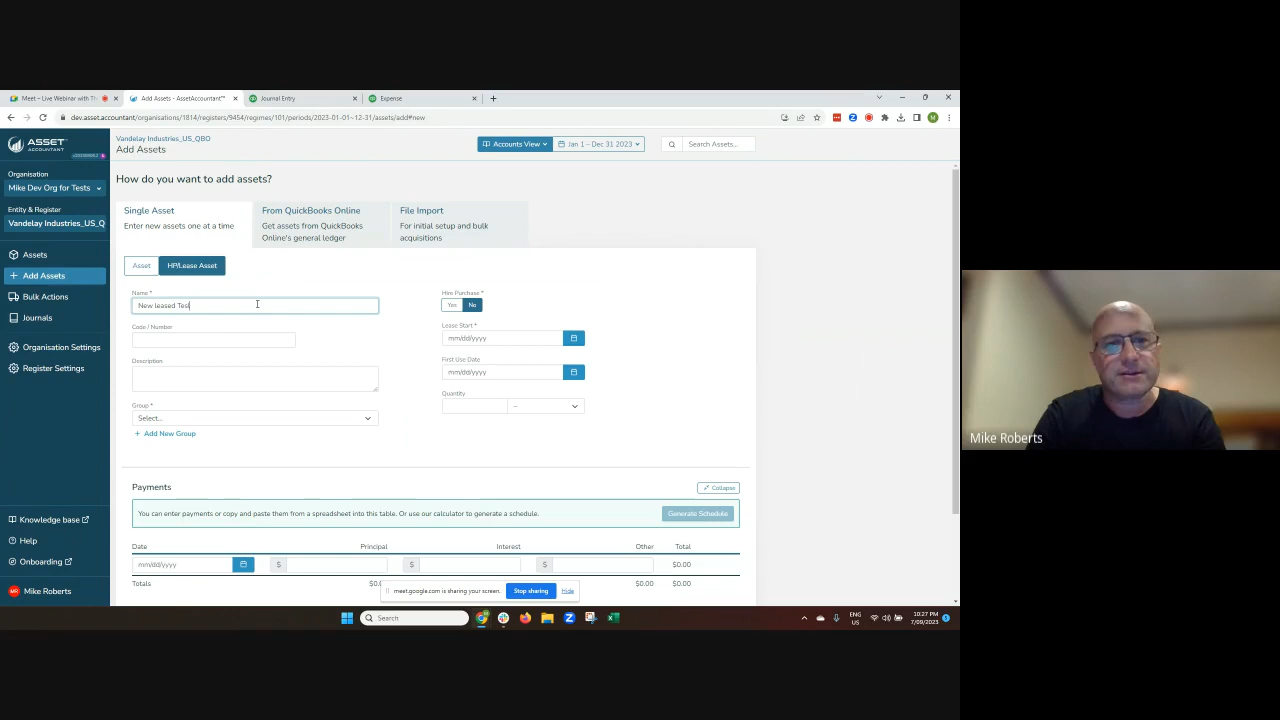 Meet – Live Webinar with Th
Add Assets - AssetAccountant™
Journal Entry
Expense
dev.asset.accountant/organisations/1814/registers/9454/regimes/101/periods/2023-01-01~12-31/assets/add#new
ASSET
ACCOUNTANT
Organisation
Mike Dev Org for Tests
Entity & Register
Vandelay Industries_US_Q
Assets
Add Assets
Bulk Actions
Journals
Organisation Settings
Register Settings
Knowledge base
Help
Onboarding
MR
Mike Roberts
Vandelay Industries_US_QBO
Add Assets
Accounts View
Jan 1 – Dec 31 2023
Search Assets...
How do you want to add assets?
Single Asset
Enter new assets one at a time
From QuickBooks Online
Get assets from QuickBooks
Online's general ledger
File Import
For initial setup and bulk
acquisitions
Asset
HP/Lease Asset
Name *
New leased Tesl
Code / Number
Description
Group *
Select...
+ Add New Group
Hire Purchase *
Yes
No
Lease Start *
mm/dd/yyyy
First Use Date
mm/dd/yyyy
Quantity
--
Payments
Collapse
You can enter payments or copy and paste them from a spreadsheet into this table. Or use our calculator to generate a schedule.
Generate Schedule
Date
Principal
Interest
Other
Total
mm/dd/yyyy
$
$
$
$0.00
Totals
$0.00
$0.00
meet.google.com is sharing your screen.
Stop sharing
Hide
Search
ENG
US
10:27 PM
7/09/2023
Mike Roberts